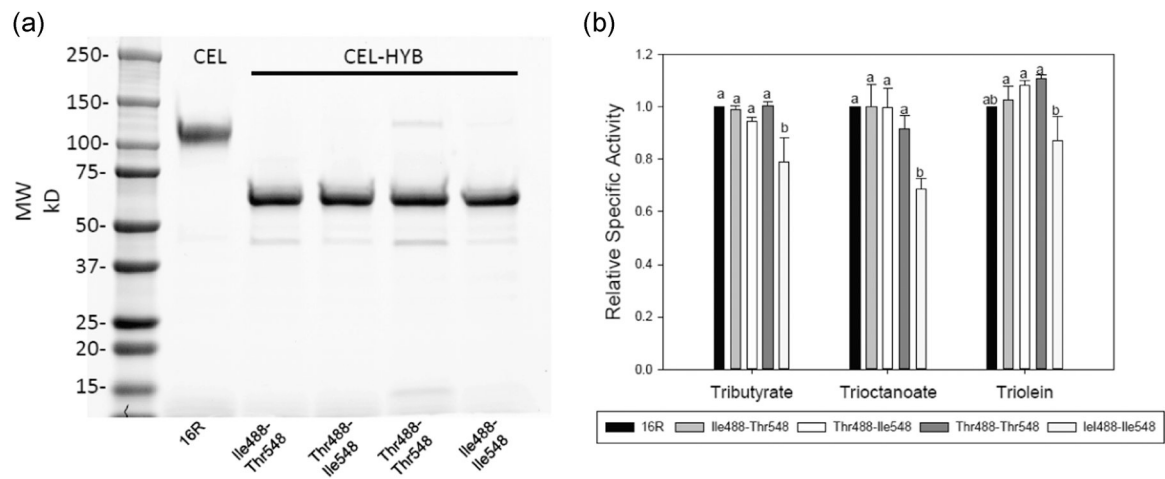 (a)
CEL CEL-HYB
250-
150-
100-
75-
50-
37-
25-
20-
15-
MW
kD
16R
Ile488-
Thr548
Thr488-
Ile548
Thr488-
Thr548
Ile488-
Ile548
(b)
1.2
1.0
0.8
0.6
0.4
0.2
0.0
Relative Specific Activity
a a a a b
a a a a b
ab a a a b
Tributyrate Trioctanoate Triolein
16R Ile488-Thr548 Thr488-Ile548 Thr488-Thr548 Iel488-Ile548